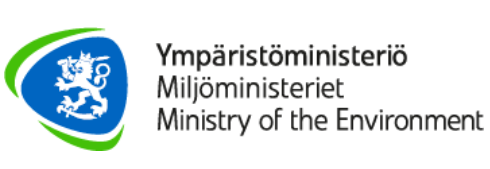 Ympäristöministeriö
Miljöministeriet
Ministry of the Environment